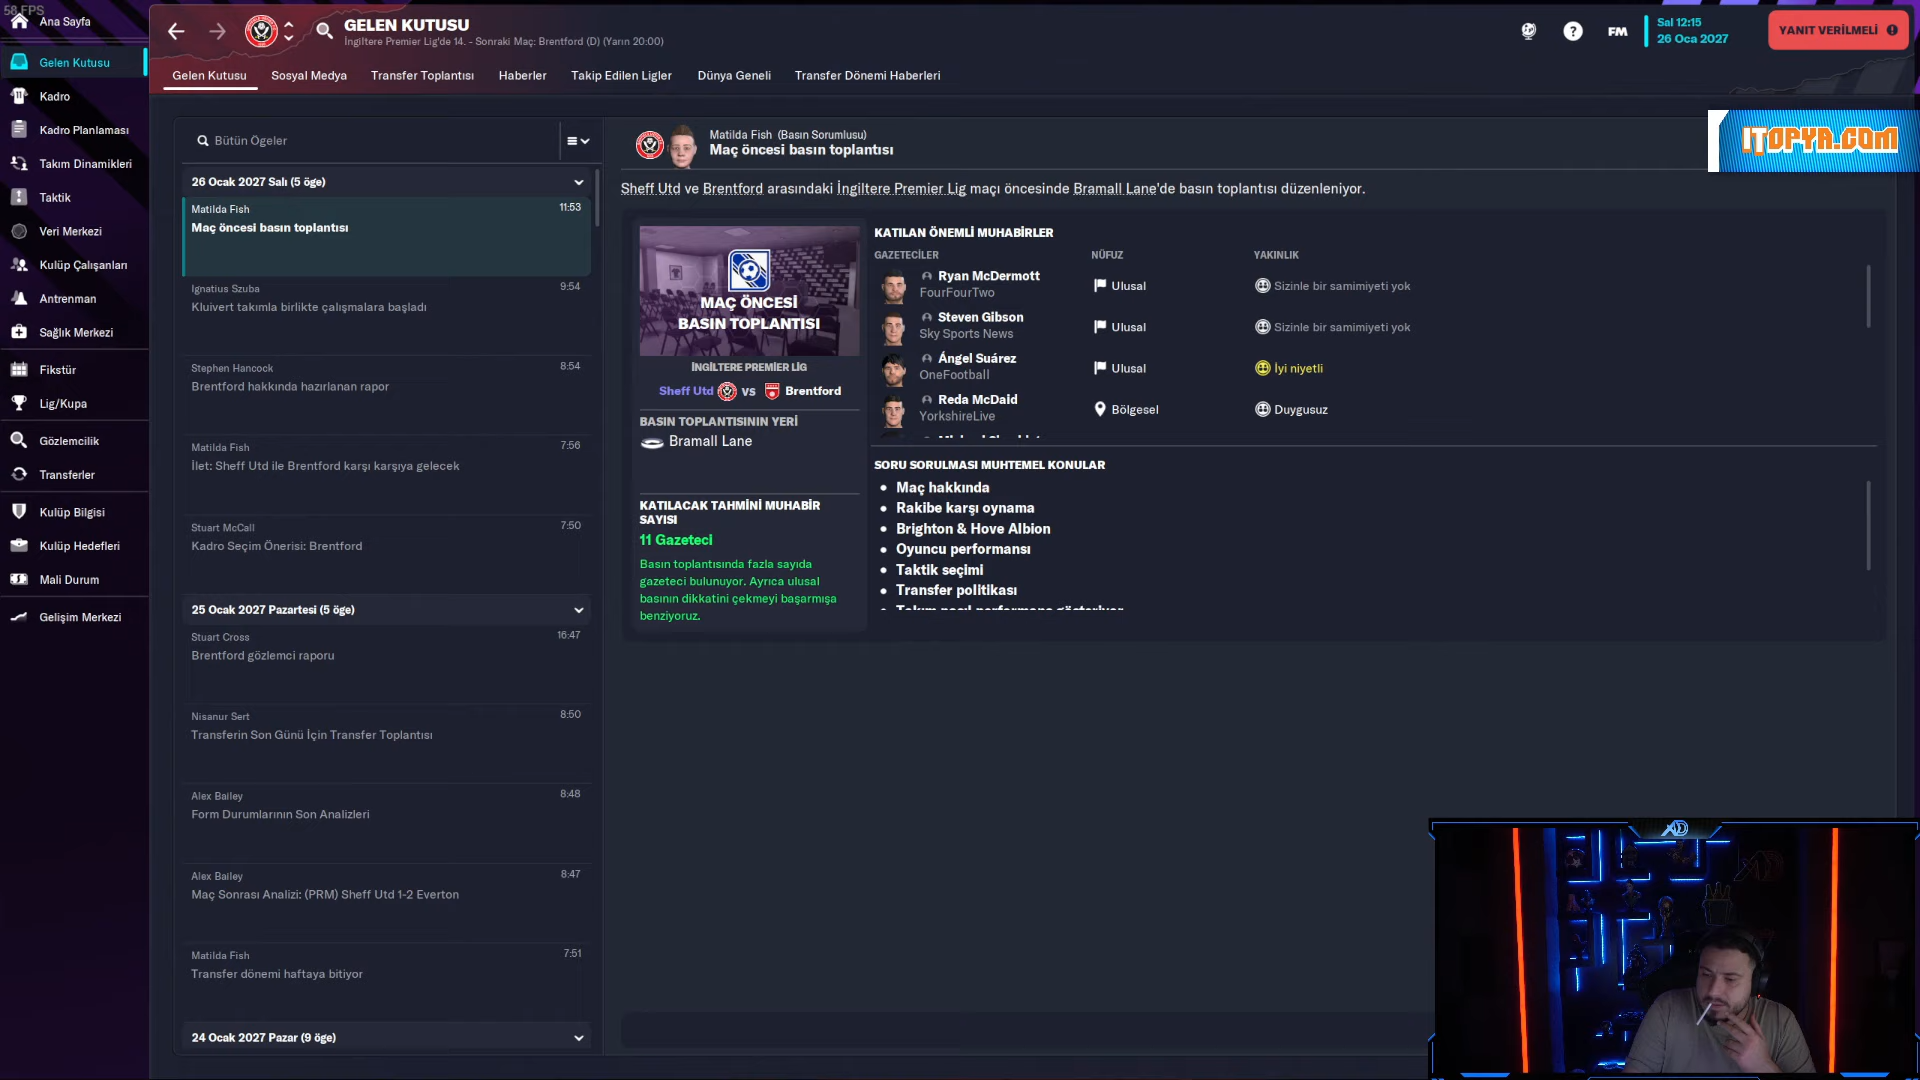 58 FPS
Ana Sayfa
Gelen Kutusu
Kadro
Kadro Planlaması
Takım Dinamikleri
Taktik
Veri Merkezi
Kulüp Çalışanları
Antrenman
Sağlık Merkezi
Fikstür
Lig/Kupa
Gözlemcilik
Transferler
Kulüp Bilgisi
Kulüp Hedefleri
Mali Durum
Gelişim Merkezi
GELEN KUTUSU
İngiltere Premier Lig'de 14. - Sonraki Maç: Brentford (D) (Yarın 20:00)
FM
Sal 12:15
26 Oca 2027
YANIT VERİLMELİ
Gelen Kutusu Sosyal Medya Transfer Toplantısı Haberler Takip Edilen Ligler Dünya Geneli Transfer Dönemi Haberleri
ITOPYA.COM
Bütün Ögeler
26 Ocak 2027 Salı (5 öge)
Matilda Fish 11:53
Maç öncesi basın toplantısı
Ignatius Szuba 9:54
Kluivert takımla birlikte çalışmalara başladı
Stephen Hancock 8:54
Brentford hakkında hazırlanan rapor
Matilda Fish 7:56
İlet: Sheff Utd ile Brentford karşı karşıya gelecek
Stuart McCall 7:50
Kadro Seçim Önerisi: Brentford
25 Ocak 2027 Pazartesi (5 öge)
Stuart Cross 16:47
Brentford gözlemci raporu
Nisanur Sert 8:50
Transferin Son Günü İçin Transfer Toplantısı
Alex Bailey 8:48
Form Durumlarının Son Analizleri
Alex Bailey 8:47
Maç Sonrası Analizi: (PRM) Sheff Utd 1-2 Everton
Matilda Fish 7:51
Transfer dönemi haftaya bitiyor
24 Ocak 2027 Pazar (9 öge)
Matilda Fish (Basın Sorumlusu)
Maç öncesi basın toplantısı
Sheff Utd ve Brentford arasındaki İngiltere Premier Lig maçı öncesinde Bramall Lane'de basın toplantısı düzenleniyor.
MAÇ ÖNCESİ
BASIN TOPLANTISI
İNGİLTERE PREMİER LİG
Sheff Utd VS Brentford
BASIN TOPLANTISININ YERİ
Bramall Lane
KATILACAK TAHMİNİ MUHABİR
SAYISI
11 Gazeteci
Basın toplantısında fazla sayıda
gazeteci bulunuyor. Ayrıca ulusal
basının dikkatini çekmeyi başarmışa
benziyoruz.
KATILAN ÖNEMLİ MUHABİRLER
GAZETECİLER NÜFUZ YAKINLIK
Ryan McDermott
FourFourTwo
Ulusal Sizinle bir samimiyeti yok
Steven Gibson
Sky Sports News
Ulusal Sizinle bir samimiyeti yok
Ángel Suárez
OneFootball
Ulusal İyi niyetli
Reda McDaid
YorkshireLive
Bölgesel Duygusuz
SORU SORULMASI MUHTEMEL KONULAR
Maç hakkında
Rakibe karşı oynama
Brighton & Hove Albion
Oyuncu performansı
Taktik seçimi
Transfer politikası
Takım nasıl performans gösteriyor